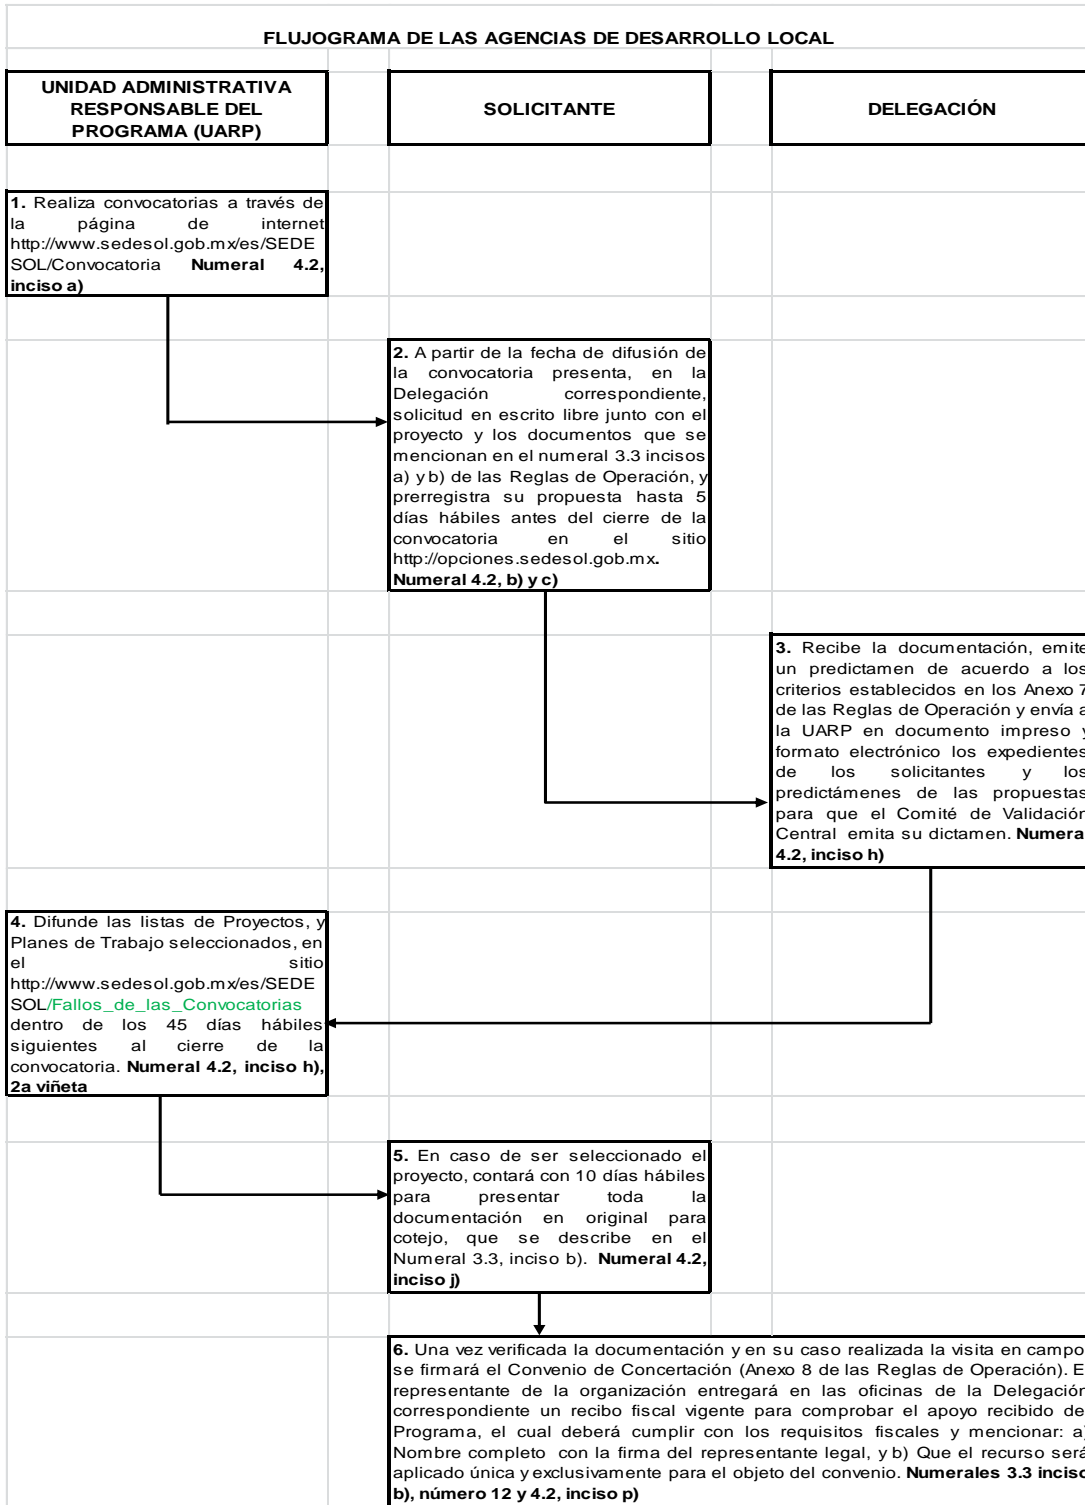 FLUJOGRAMA DE LAS AGENCIAS DE DESARROLLO LOCAL
UNIDAD ADMINISTRATIVA
RESPONSABLE DEL
PROGRAMA (UARP)
SOLICITANTE
DELEGACIÓN
1. Realiza convocatorias a través de
la página de internet
http://www.sedesol.gob.mx/es/SEDE
SOL/Convocatoria Numeral 4.2,
inciso a)
2. A partir de la fecha de difusión de
la convocatoria presenta, en la
Delegación correspondiente,
solicitud en escrito libre junto con el
proyecto y los documentos que se
mencionan en el numeral 3.3 incisos
a) y b) de las Reglas de Operación, y
prerregistra su propuesta hasta 5
días hábiles antes del cierre de la
convocatoria en el sitio
http://opciones.sedesol.gob.mx.
Numeral 4.2, b) y c)
3. Recibe la documentación, emite
un predictamen de acuerdo a los
criterios establecidos en los Anexo 7
de las Reglas de Operación y envía a
la UARP en documento impreso y
formato electrónico los expedientes
de los solicitantes y los
predictámenes de las propuestas
para que el Comité de Validación
Central emita su dictamen. Numeral
4.2, inciso h)
4. Difunde las listas de Proyectos, y
Planes de Trabajo seleccionados, en
el sitio
http://www.sedesol.gob.mx/es/SEDE
SOL/Fallos_de_las_Convocatorias
dentro de los 45 días hábiles
siguientes al cierre de la
convocatoria. Numeral 4.2, inciso h),
2a viñeta
5. En caso de ser seleccionado el
proyecto, contará con 10 días hábiles
para presentar toda la
documentación en original para
cotejo, que se describe en el
Numeral 3.3, inciso b). Numeral 4.2,
inciso j)
6. Una vez verificada la documentación y en su caso realizada la visita en campo
se firmará el Convenio de Concertación (Anexo 8 de las Reglas de Operación). El
representante de la organización entregará en las oficinas de la Delegación
correspondiente un recibo fiscal vigente para comprobar el apoyo recibido del
Programa, el cual deberá cumplir con los requisitos fiscales y mencionar: a)
Nombre completo con la firma del representante legal, y b) Que el recurso será
aplicado única y exclusivamente para el objeto del convenio. Numerales 3.3 inciso
b), número 12 y 4.2, inciso p)